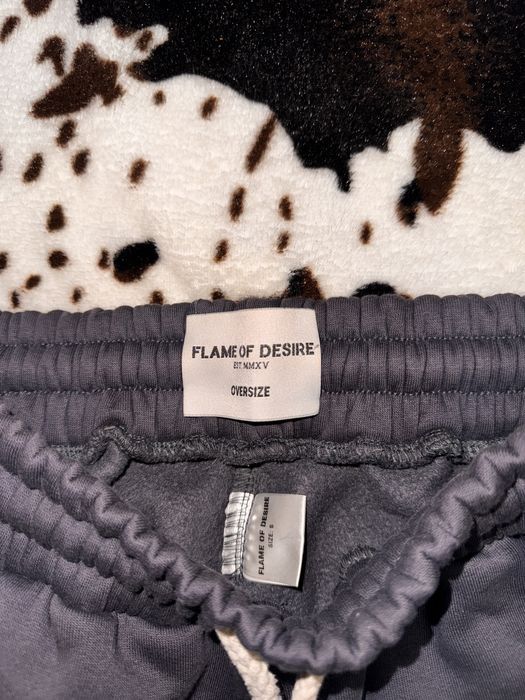 FLAME OF DESIRE
EST. MMXV
OVERSIZE
FLAME OF DESIRE
SIZE: S